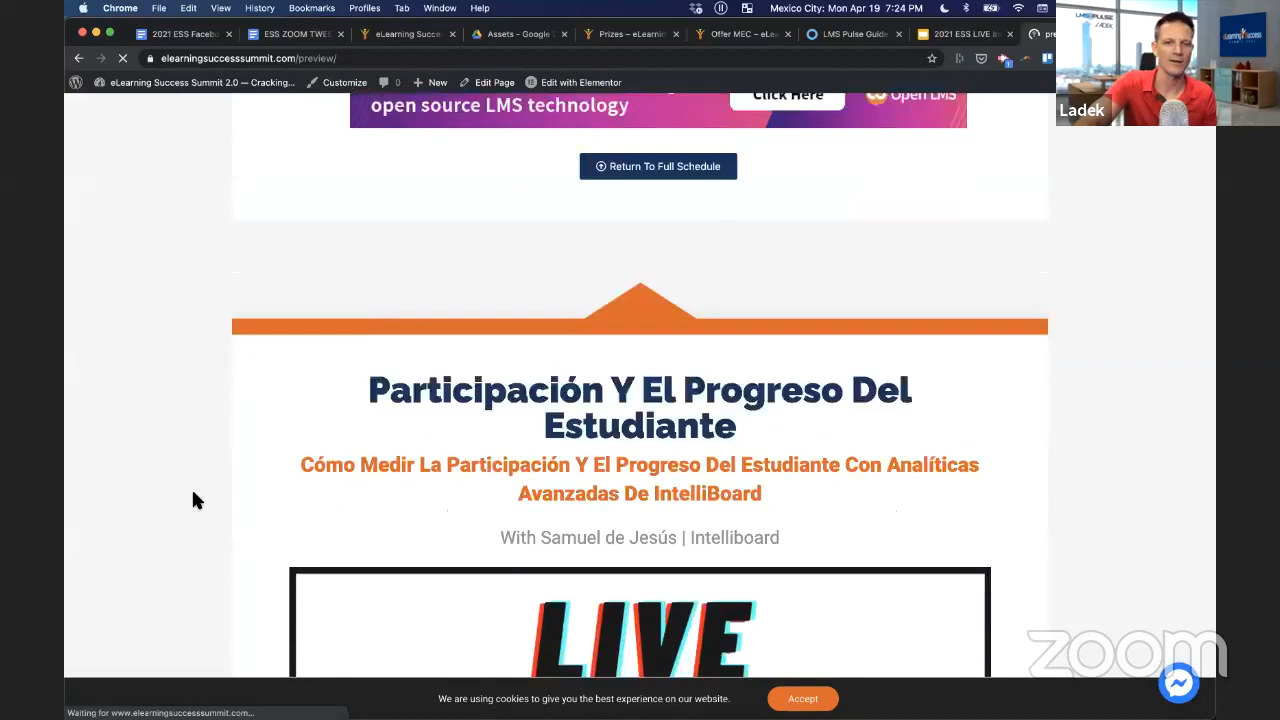 Chrome File Edit View History Bookmarks Profiles Tab Window Help Mexico City: Mon Apr 19 7:24 PM
2021 ESS Faceb ESS ZOOM TWEE eLearning Succes Assets – Google D Prizes – eLearnin Offer MEC – eLe LMS Pulse Guide 2021 ESS LIVE In pre
elearningsuccesssummit.com/preview/
eLearning Success Summit 2.0 — Cracking... Customize 0 New Edit Page Edit with Elementor
Ladek
open source LMS technology
Click Here
Open LMS
Return To Full Schedule
Participación Y El Progreso Del
Estudiante
Cómo Medir La Participación Y El Progreso Del Estudiante Con Analíticas
Avanzadas De IntelliBoard
With Samuel de Jesús | Intelliboard
LIVE
zoom
We are using cookies to give you the best experience on our website. Accept
Waiting for www.elearningsuccesssummit.com...